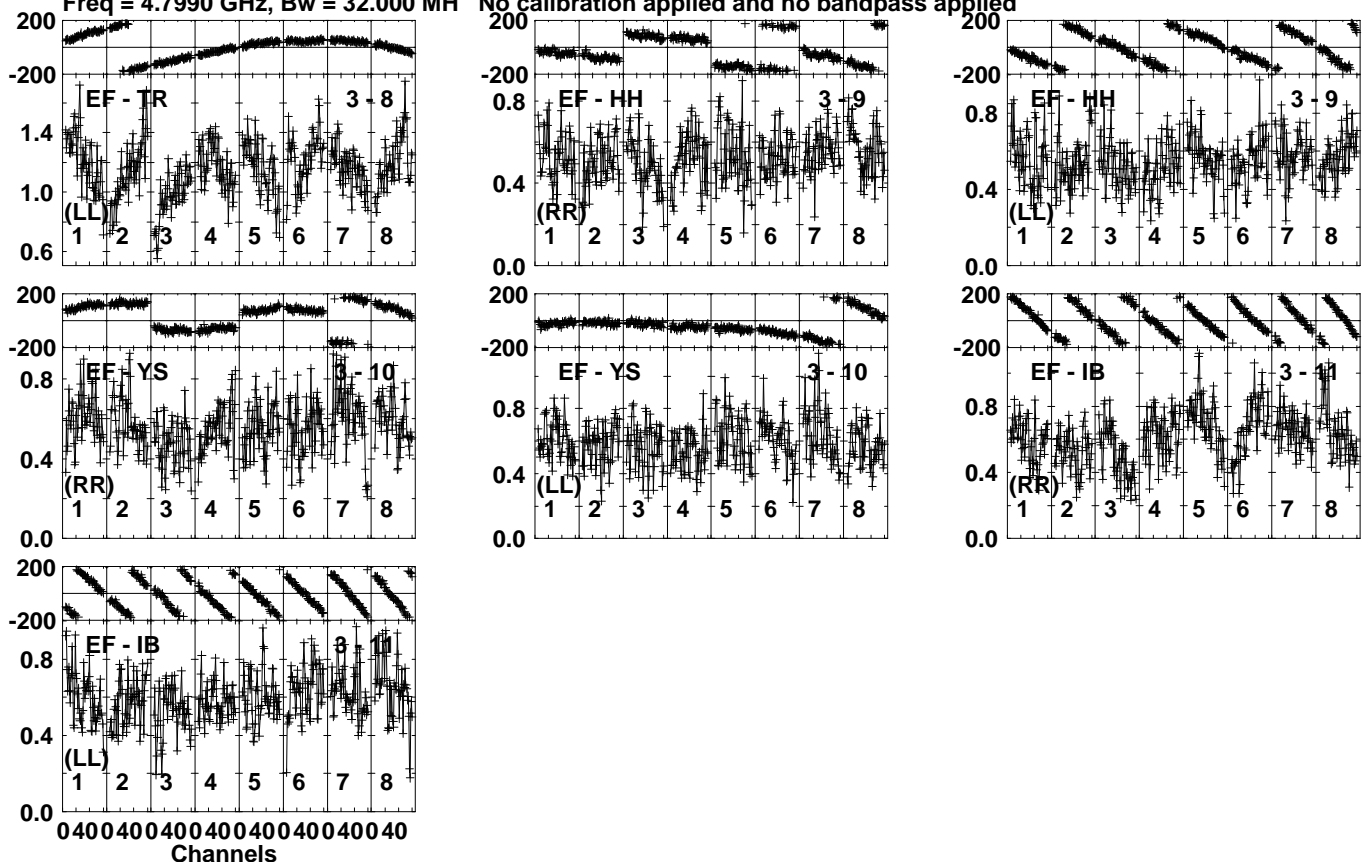 Freq = 4.7990 GHz, Bw = 32.000 MH No calibration applied and no bandpass applied
200
-200
EF - TR 3 - 8
1.4
1.0
(LL)
1 2 3 4 5 6 7 8
0.6
200
-200
EF - HH 3 - 9
0.8
0.4
(RR)
1 2 3 4 5 6 7 8
0.0
200
-200
EF - HH 3 - 9
0.8
0.4
(LL)
1 2 3 4 5 6 7 8
0.0
200
-200
EF - YS 3 - 10
0.8
0.4
(RR)
1 2 3 4 5 6 7 8
0.0
200
-200
EF - YS 3 - 10
0.8
0.4
(LL)
1 2 3 4 5 6 7 8
0.0
200
-200
EF - IB 3 - 11
0.8
0.4
(RR)
1 2 3 4 5 6 7 8
0.0
200
-200
EF - IB 3 - 11
0.8
0.4
(LL)
1 2 3 4 5 6 7 8
0.0
0 40 0 40 0 40 0 40 0 40 0 40 0 40 0 40
Channels